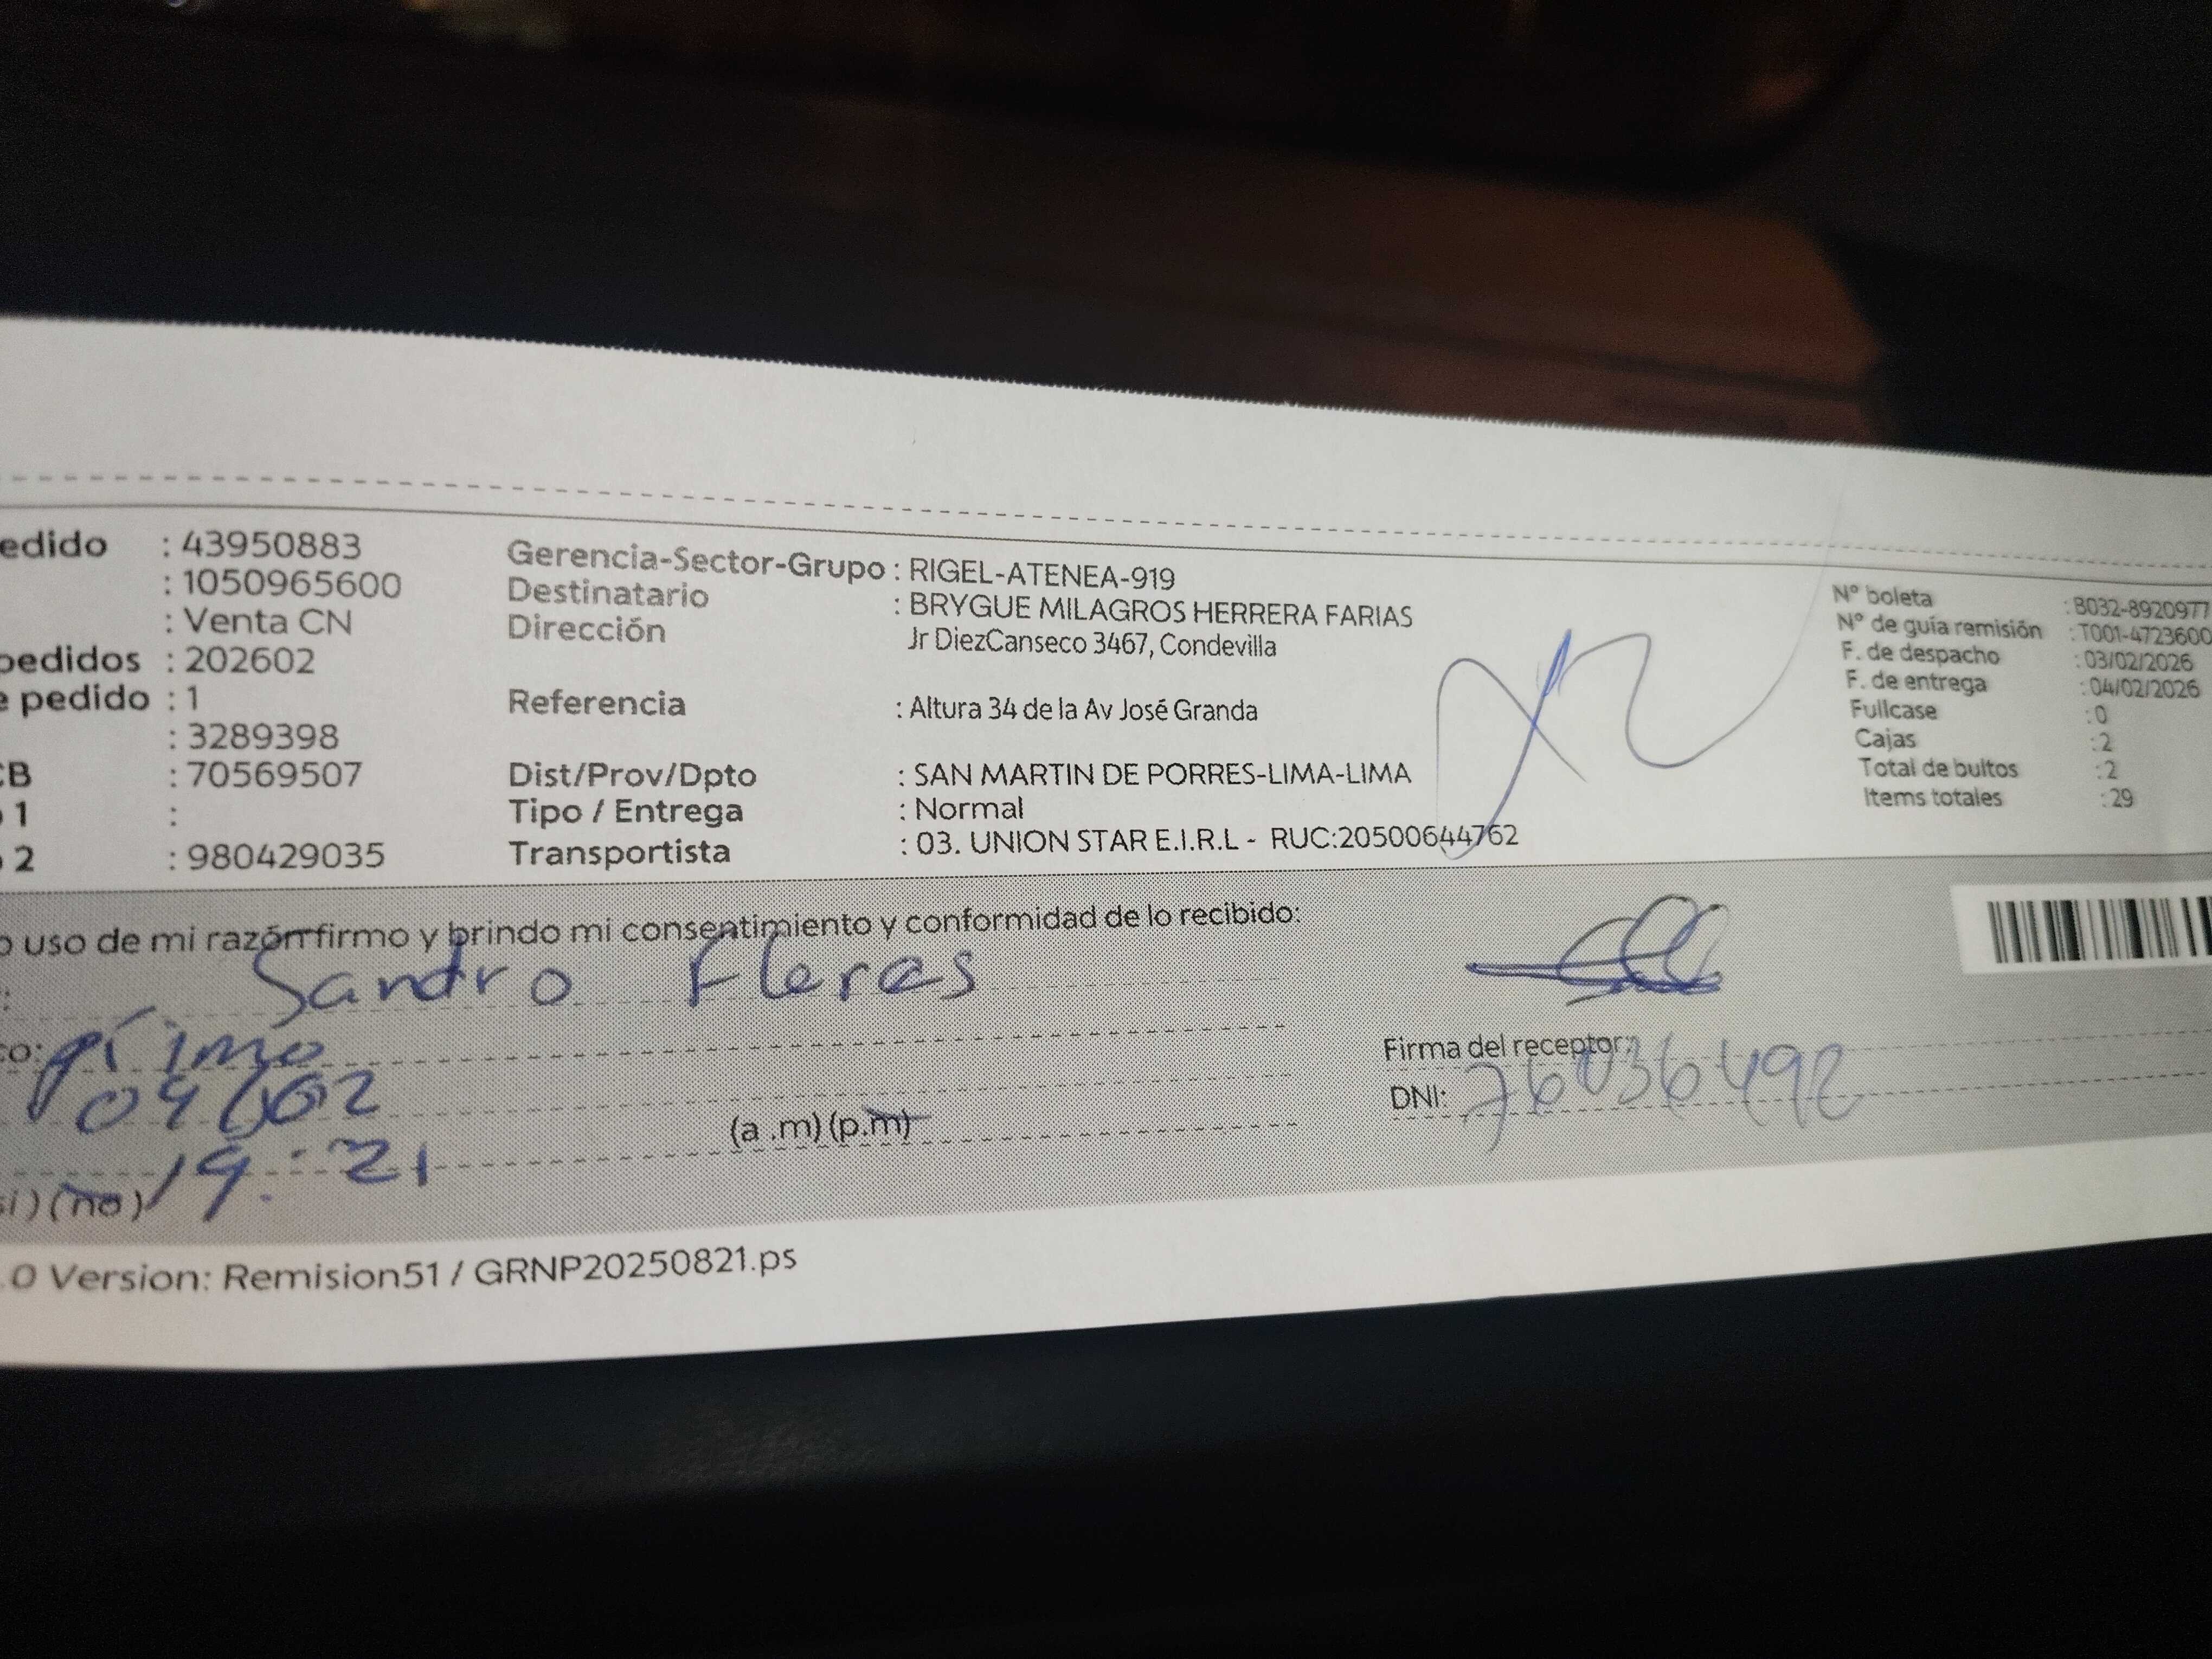 edido : 43950883
: 1050965600
: Venta CN
pedidos : 202602
e pedido : 1
: 3289398
CB : 70569507
1 :
2 : 980429035
Gerencia-Sector-Grupo : RIGEL-ATENEA-919
Destinatario : BRYGUE MILAGROS HERRERA FARIAS
Dirección Jr DiezCanseco 3467, Condevilla
Referencia : Altura 34 de la Av José Granda
Dist/Prov/Dpto : SAN MARTIN DE PORRES-LIMA-LIMA
Tipo / Entrega : Normal
Transportista : 03. UNION STAR E.I.R.L - RUC:20500644762
N° boleta : B032-8920977
N° de guía remisión : T001-4723600
F. de despacho : 03/02/2026
F. de entrega : 04/02/2026
Fullcase : 0
Cajas : 2
Total de bultos : 2
Items totales : 29
o uso de mi razón firmo y brindo mi consentimiento y conformidad de lo recibido:
Sandro Flores
co: primo
04/02
19:21 (a .m) (p.m)
si ) (no)
Firma del receptor:
DNI:
.0 Version: Remision51 / GRNP20250821.ps